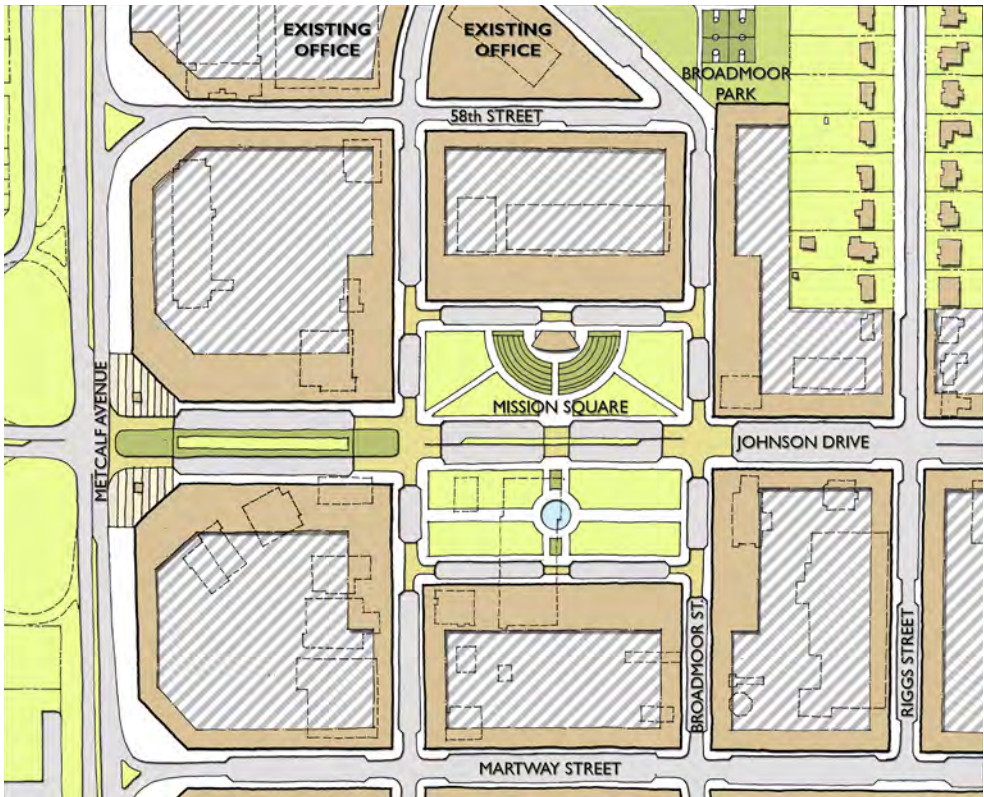 EXISTING
OFFICE
EXISTING
OFFICE
BROADMOOR
PARK
58th STREET
METCALF AVENUE
MISSION SQUARE
JOHNSON DRIVE
BROADMOOR ST.
RIGGS STREET
MARTWAY STREET